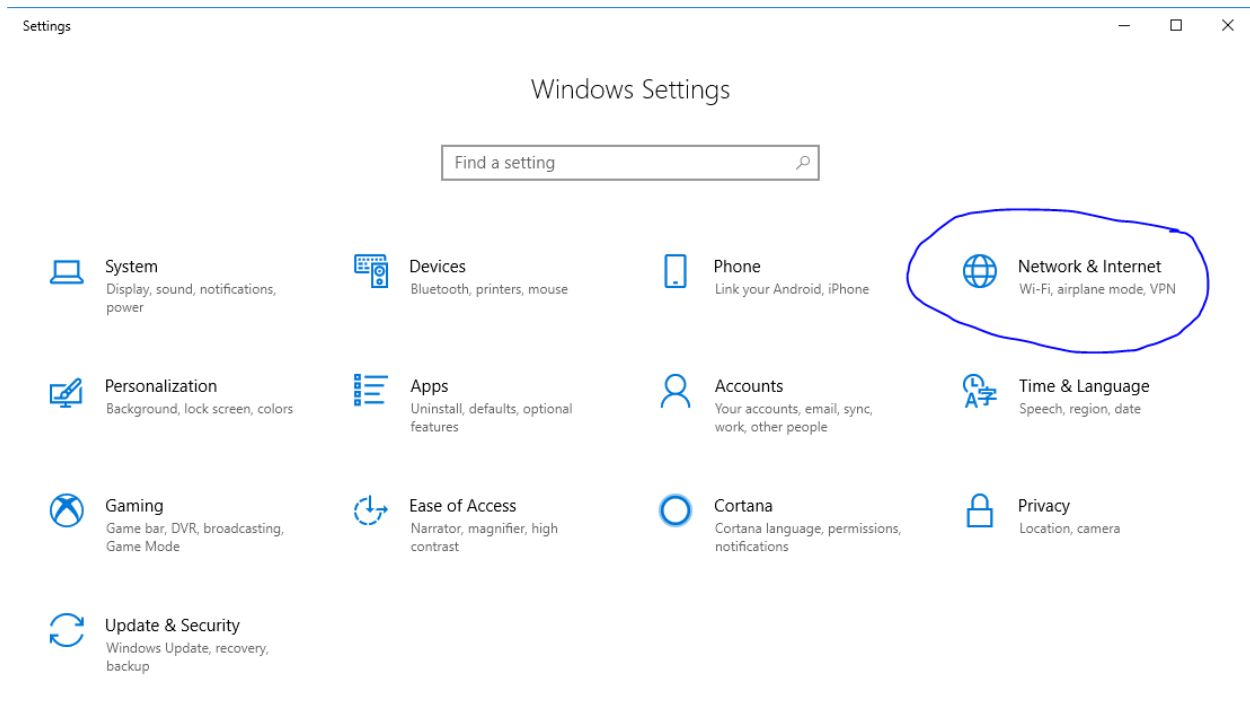 Settings
Windows Settings
Find a setting
System
Display, sound, notifications,
power
Devices
Bluetooth, printers, mouse
Phone
Link your Android, iPhone
Network & Internet
Wi-Fi, airplane mode, VPN
Personalization
Background, lock screen, colors
Apps
Uninstall, defaults, optional
features
Accounts
Your accounts, email, sync,
work, other people
Time & Language
Speech, region, date
Gaming
Game bar, DVR, broadcasting,
Game Mode
Ease of Access
Narrator, magnifier, high
contrast
Cortana
Cortana language, permissions,
notifications
Privacy
Location, camera
Update & Security
Windows Update, recovery,
backup